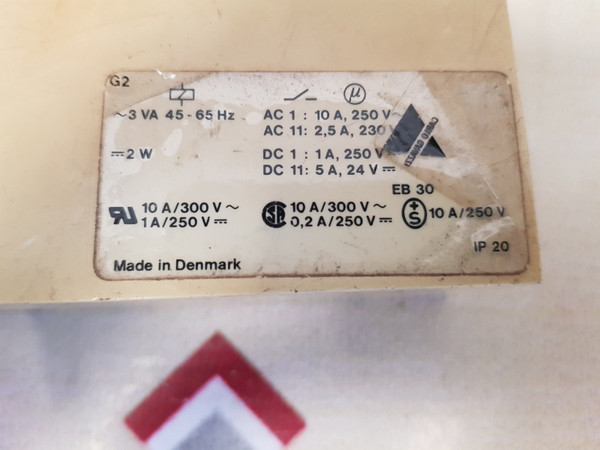 G2
~3 VA 45-65 Hz
AC 1 : 10 A, 250 V~
AC 11: 2,5 A, 230 V
⎓2 W
DC 1 : 1 A, 250 V
DC 11: 5 A, 24 V⎓
EB 30
10 A/300 V~
1 A/250 V⎓
10 A/300 V~
0,2 A/250 V⎓
+S 10 A/250 V
IP 20
Made in Denmark
µ